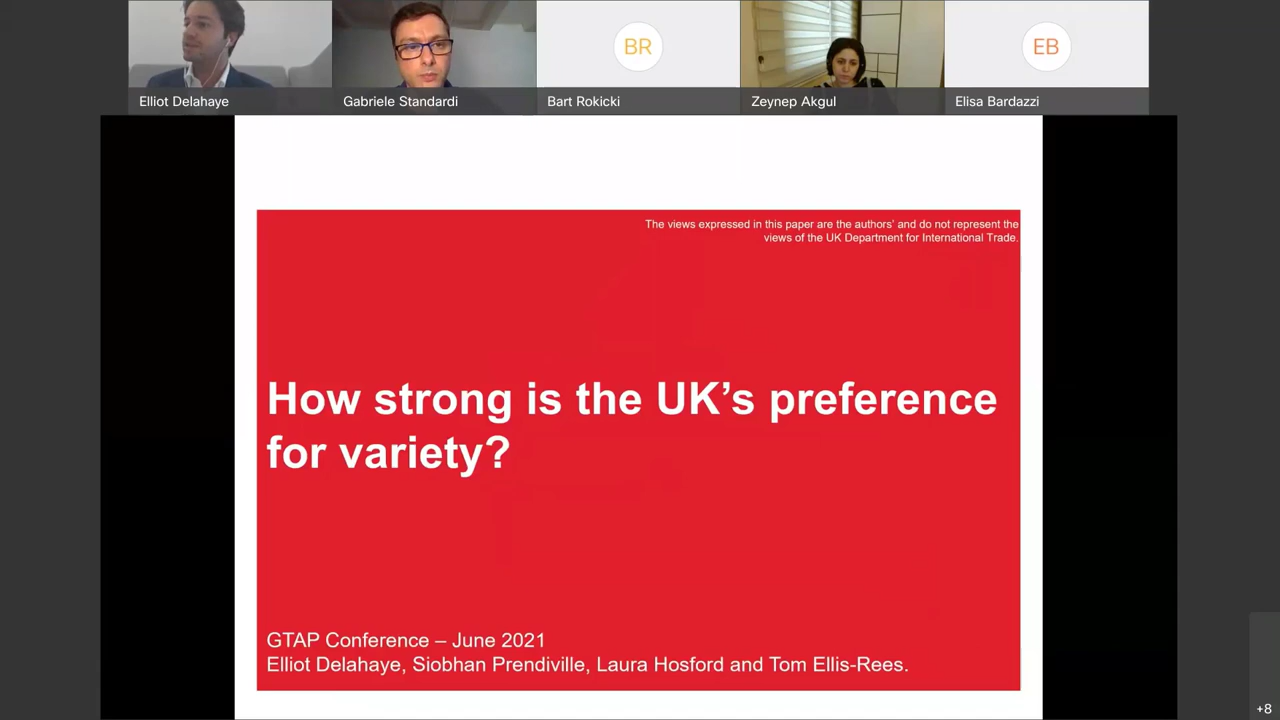 BR
EB
Elliot Delahaye
Gabriele Standardi
Bart Rokicki
Zeynep Akgul
Elisa Bardazzi
The views expressed in this paper are the authors’ and do not represent the
views of the UK Department for International Trade.
How strong is the UK’s preference
for variety?
GTAP Conference – June 2021
Elliot Delahaye, Siobhan Prendiville, Laura Hosford and Tom Ellis-Rees.
+8